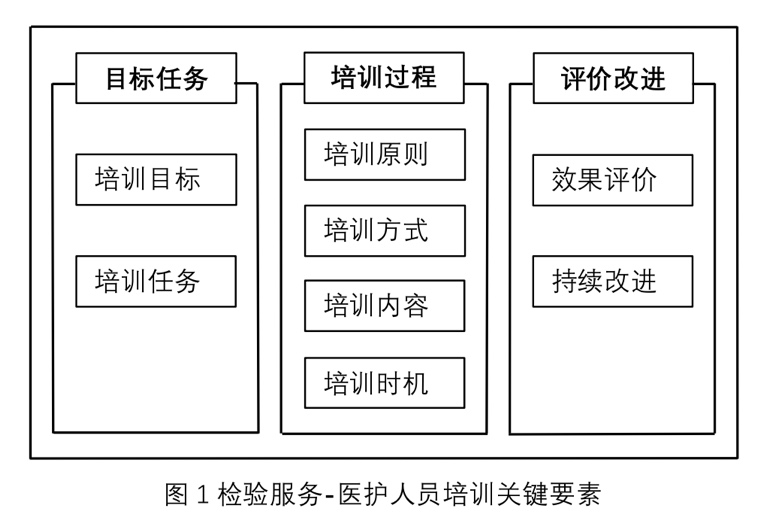 目标任务
培训目标
培训任务
培训过程
培训原则
培训方式
培训内容
培训时机
评价改进
效果评价
持续改进
图1检验服务-医护人员培训关键要素